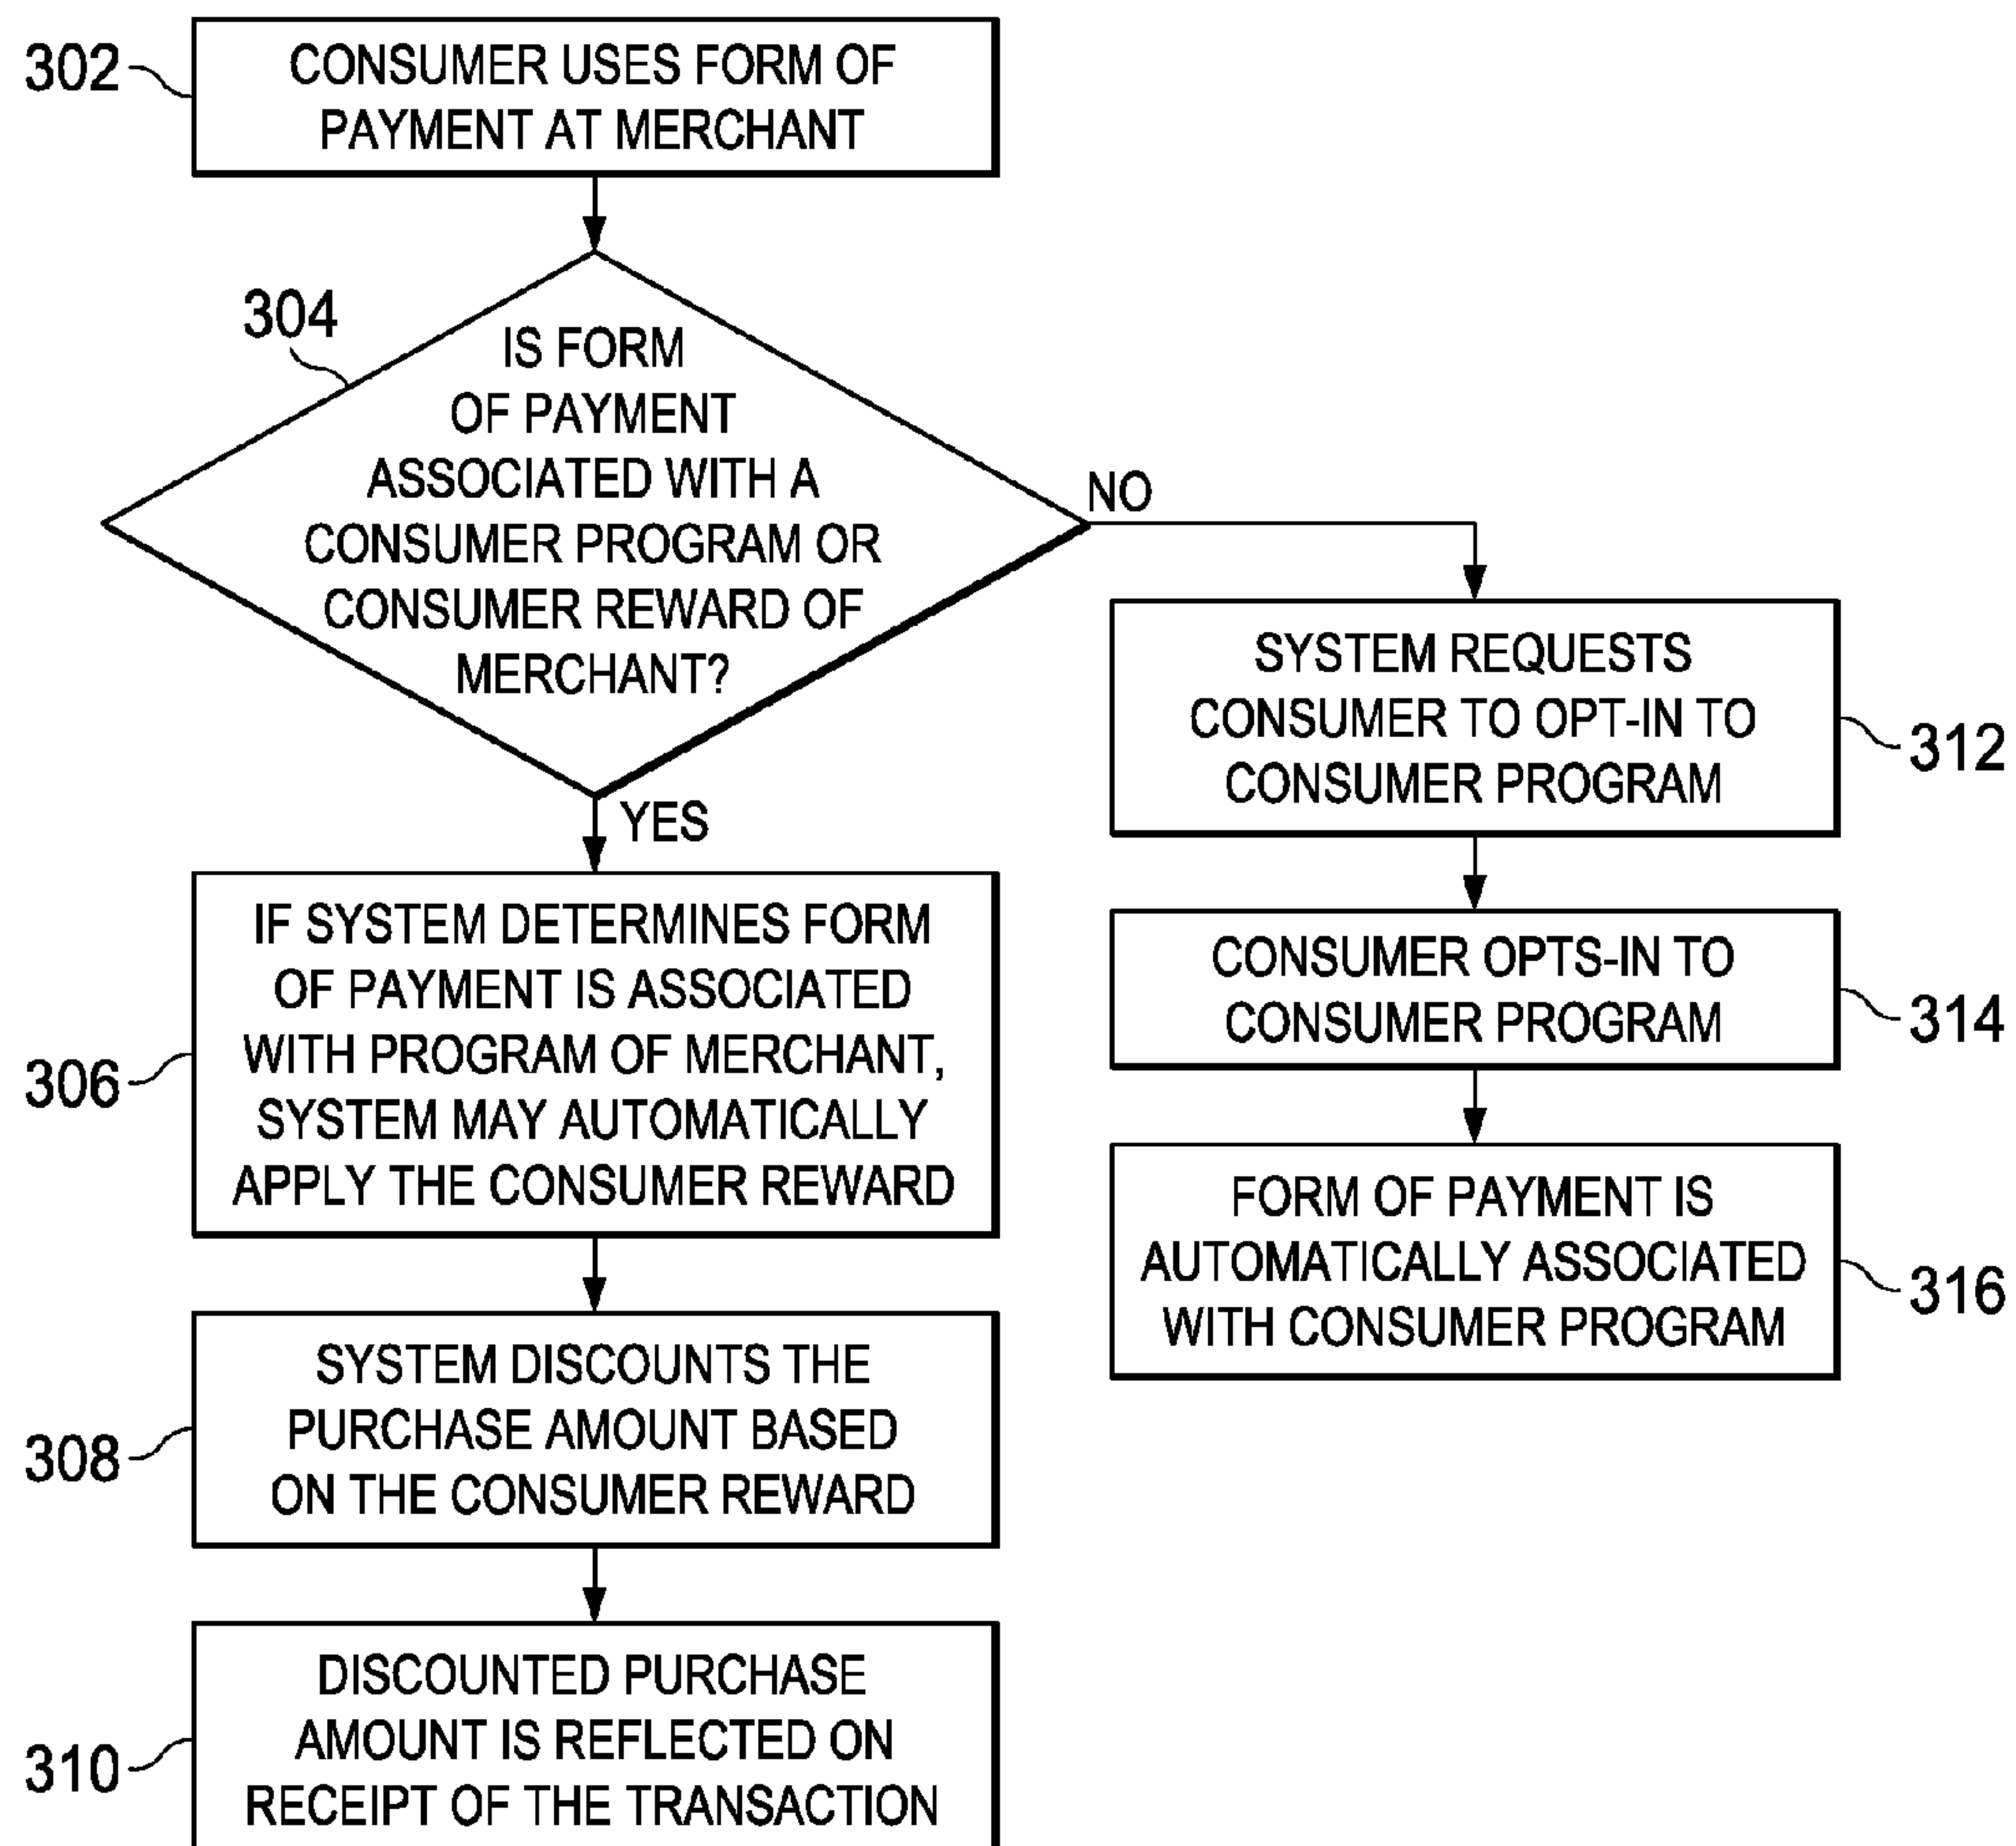 302
CONSUMER USES FORM OF
PAYMENT AT MERCHANT
304
IS FORM
OF PAYMENT
ASSOCIATED WITH A
CONSUMER PROGRAM OR
CONSUMER REWARD OF
MERCHANT?
NO
YES
306
IF SYSTEM DETERMINES FORM
OF PAYMENT IS ASSOCIATED
WITH PROGRAM OF MERCHANT,
SYSTEM MAY AUTOMATICALLY
APPLY THE CONSUMER REWARD
308
SYSTEM DISCOUNTS THE
PURCHASE AMOUNT BASED
ON THE CONSUMER REWARD
310
DISCOUNTED PURCHASE
AMOUNT IS REFLECTED ON
RECEIPT OF THE TRANSACTION
SYSTEM REQUESTS
CONSUMER TO OPT-IN TO
CONSUMER PROGRAM
312
CONSUMER OPTS-IN TO
CONSUMER PROGRAM
314
FORM OF PAYMENT IS
AUTOMATICALLY ASSOCIATED
WITH CONSUMER PROGRAM
316